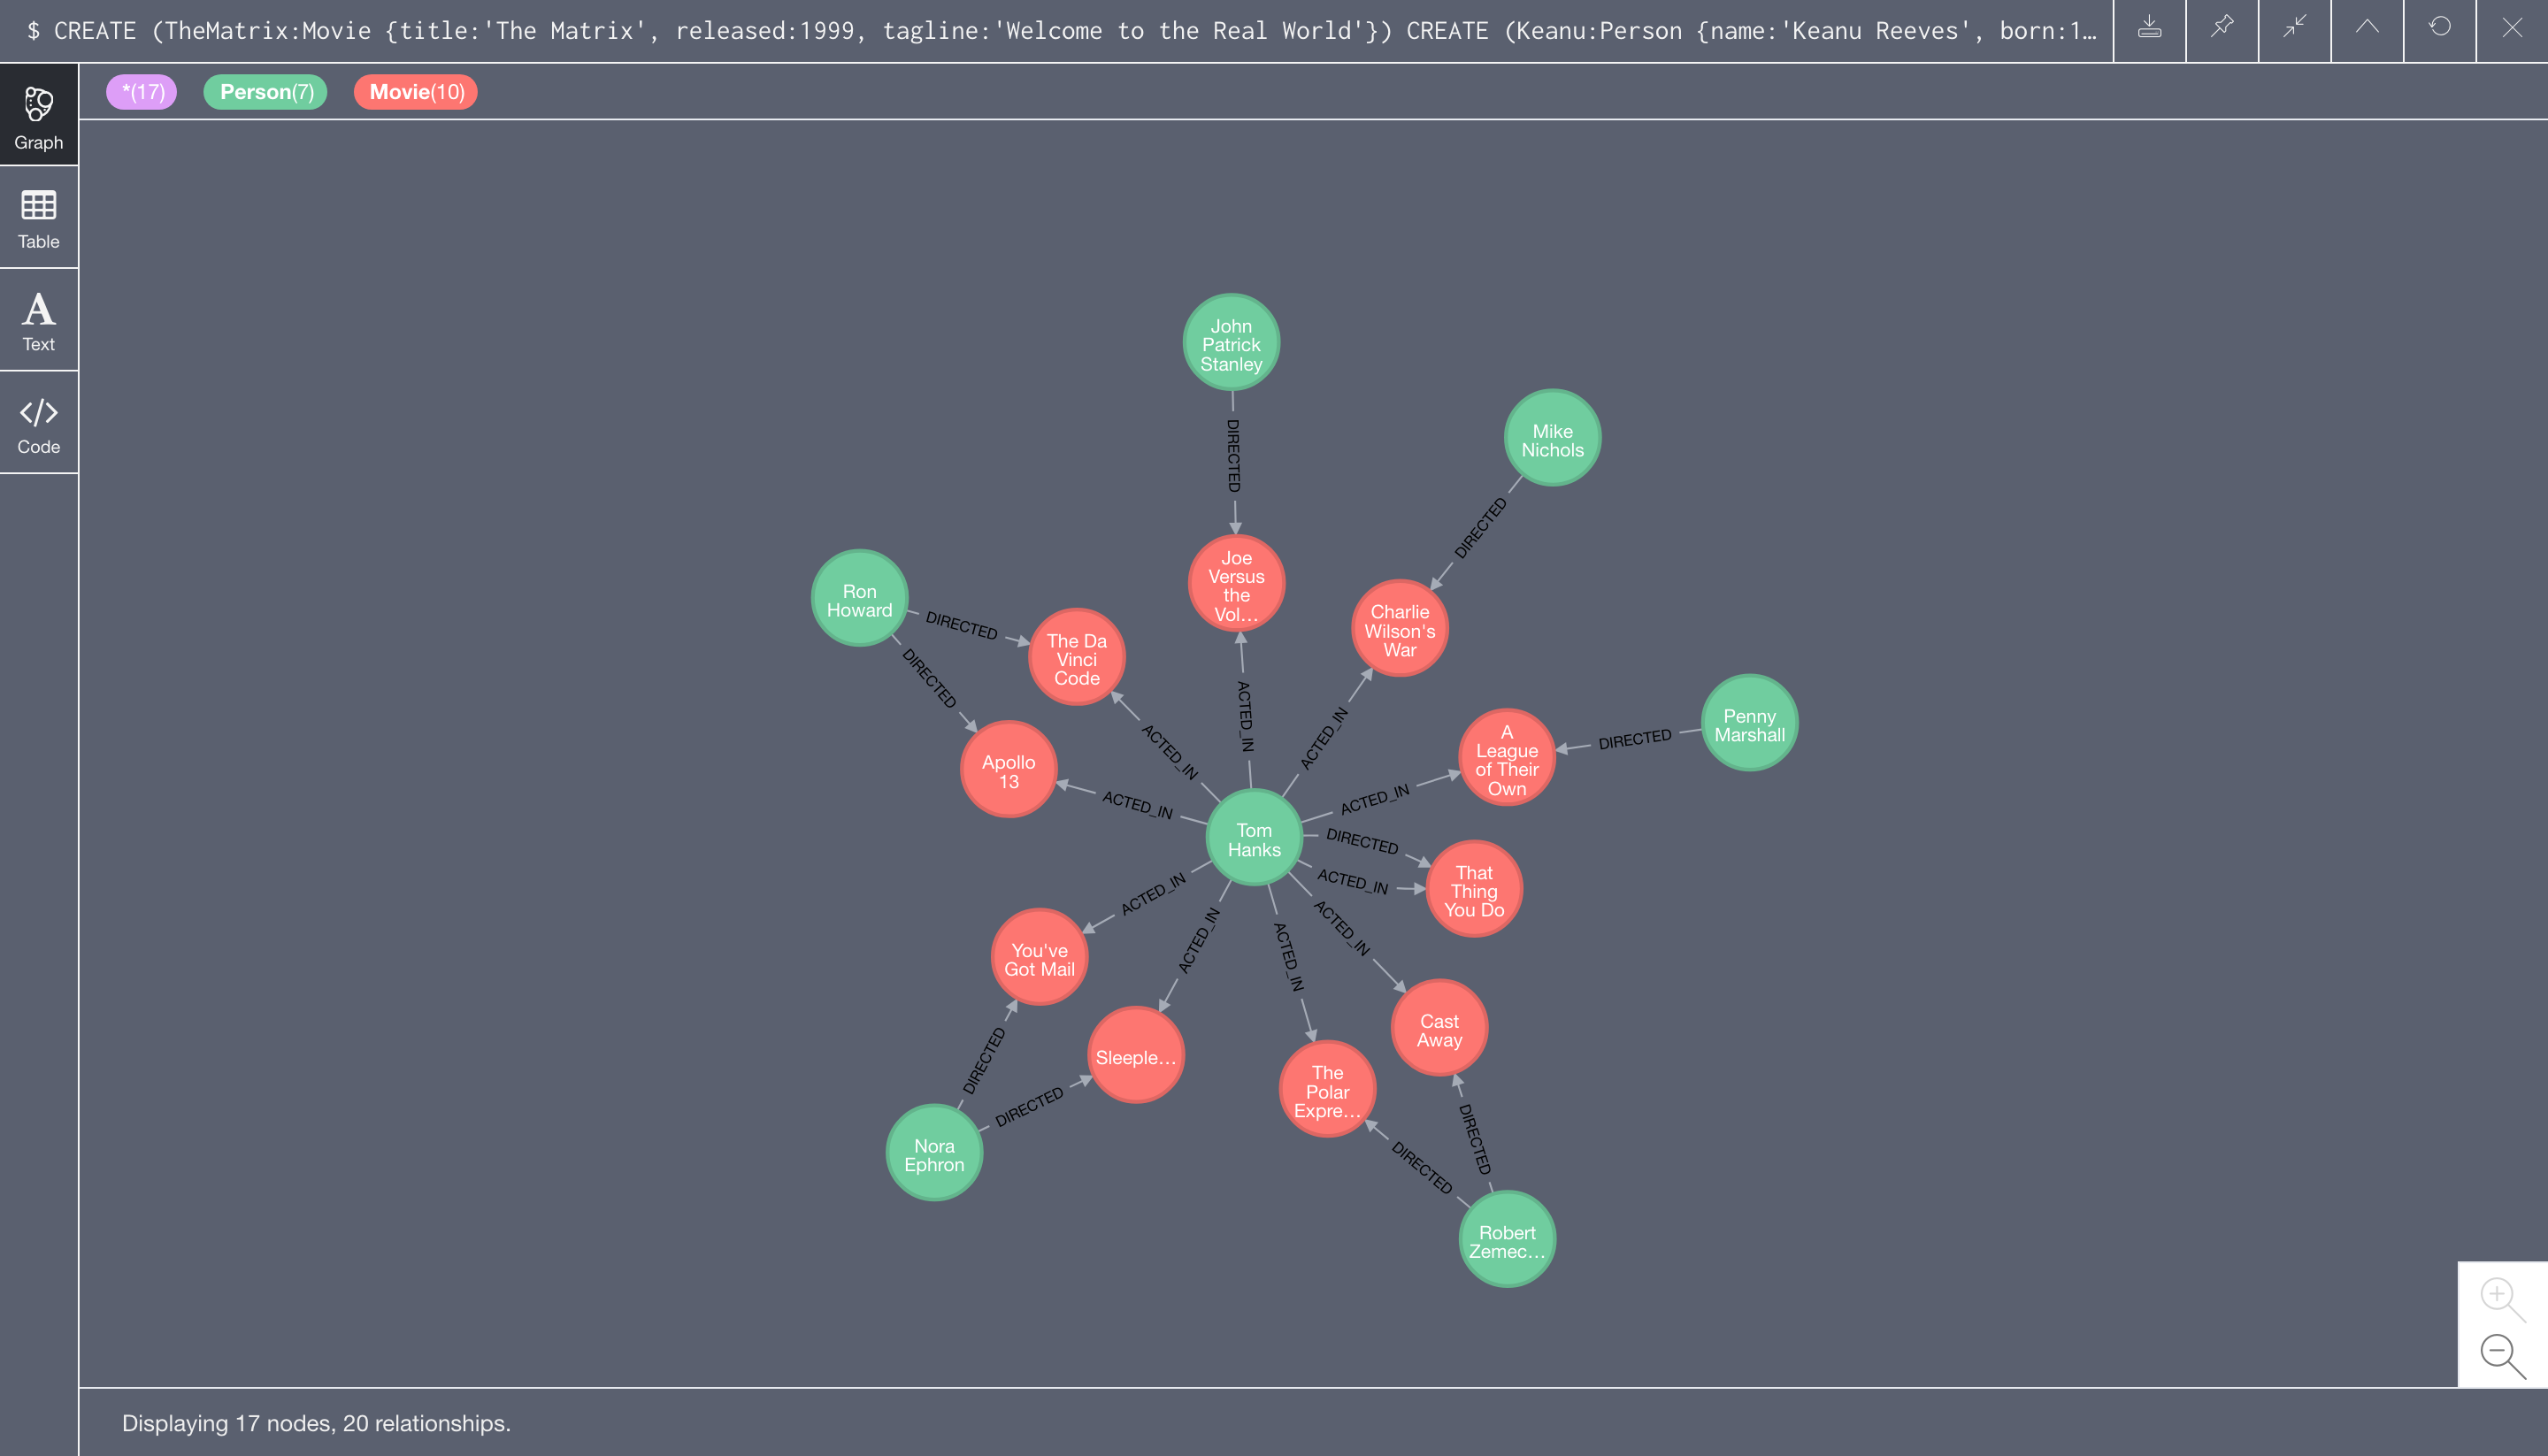 $ CREATE (TheMatrix:Movie {title:'The Matrix', released:1999, tagline:'Welcome to the Real World'}) CREATE (Keanu:Person {name:'Keanu Reeves', born:1…
*(17)
Person(7)
Movie(10)
Graph
Table
Text
Code
John
Patrick
Stanley
DIRECTED
Mike
Nichols
DIRECTED
Joe
Versus
the
Vol…
Charlie
Wilson's
War
Ron
Howard
DIRECTED
DIRECTED
The Da
Vinci
Code
Apollo
13
ACTED_IN
ACTED_IN
ACTED_IN
ACTED_IN
Penny
Marshall
DIRECTED
A
League
of Their
Own
ACTED_IN
Tom
Hanks
DIRECTED
ACTED_IN
That
Thing
You Do
ACTED_IN
ACTED_IN
ACTED_IN
ACTED_IN
You've
Got Mail
Sleeple…
Cast
Away
The
Polar
Expre…
DIRECTED
DIRECTED
Nora
Ephron
DIRECTED
DIRECTED
Robert
Zemec…
Displaying 17 nodes, 20 relationships.